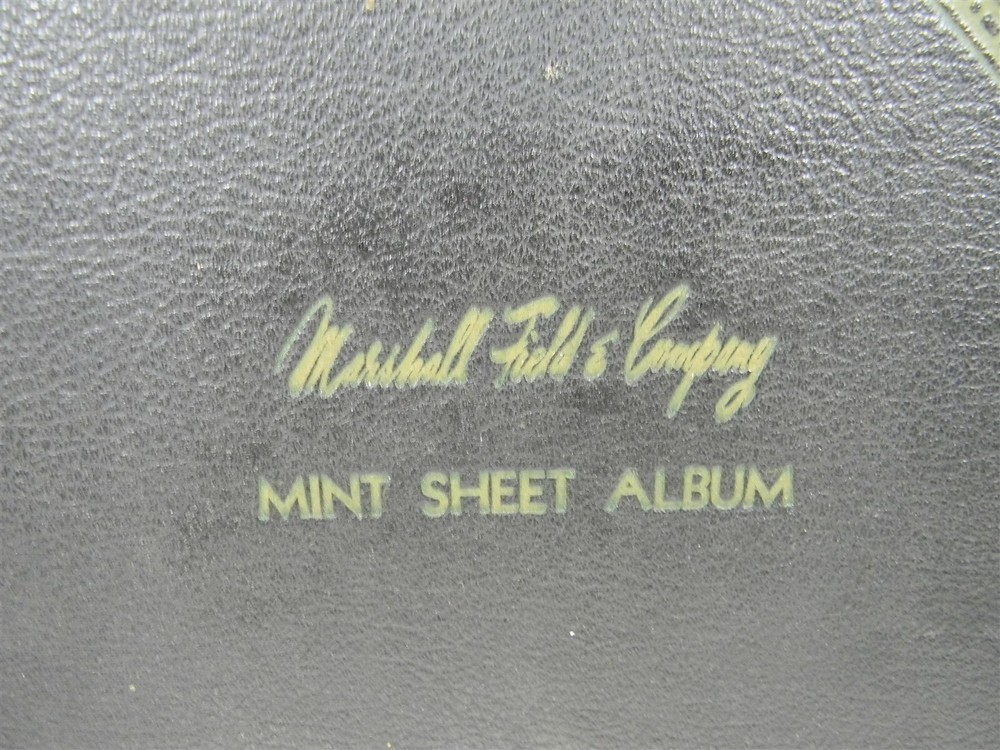 Marshall Field & Company
MINT SHEET ALBUM